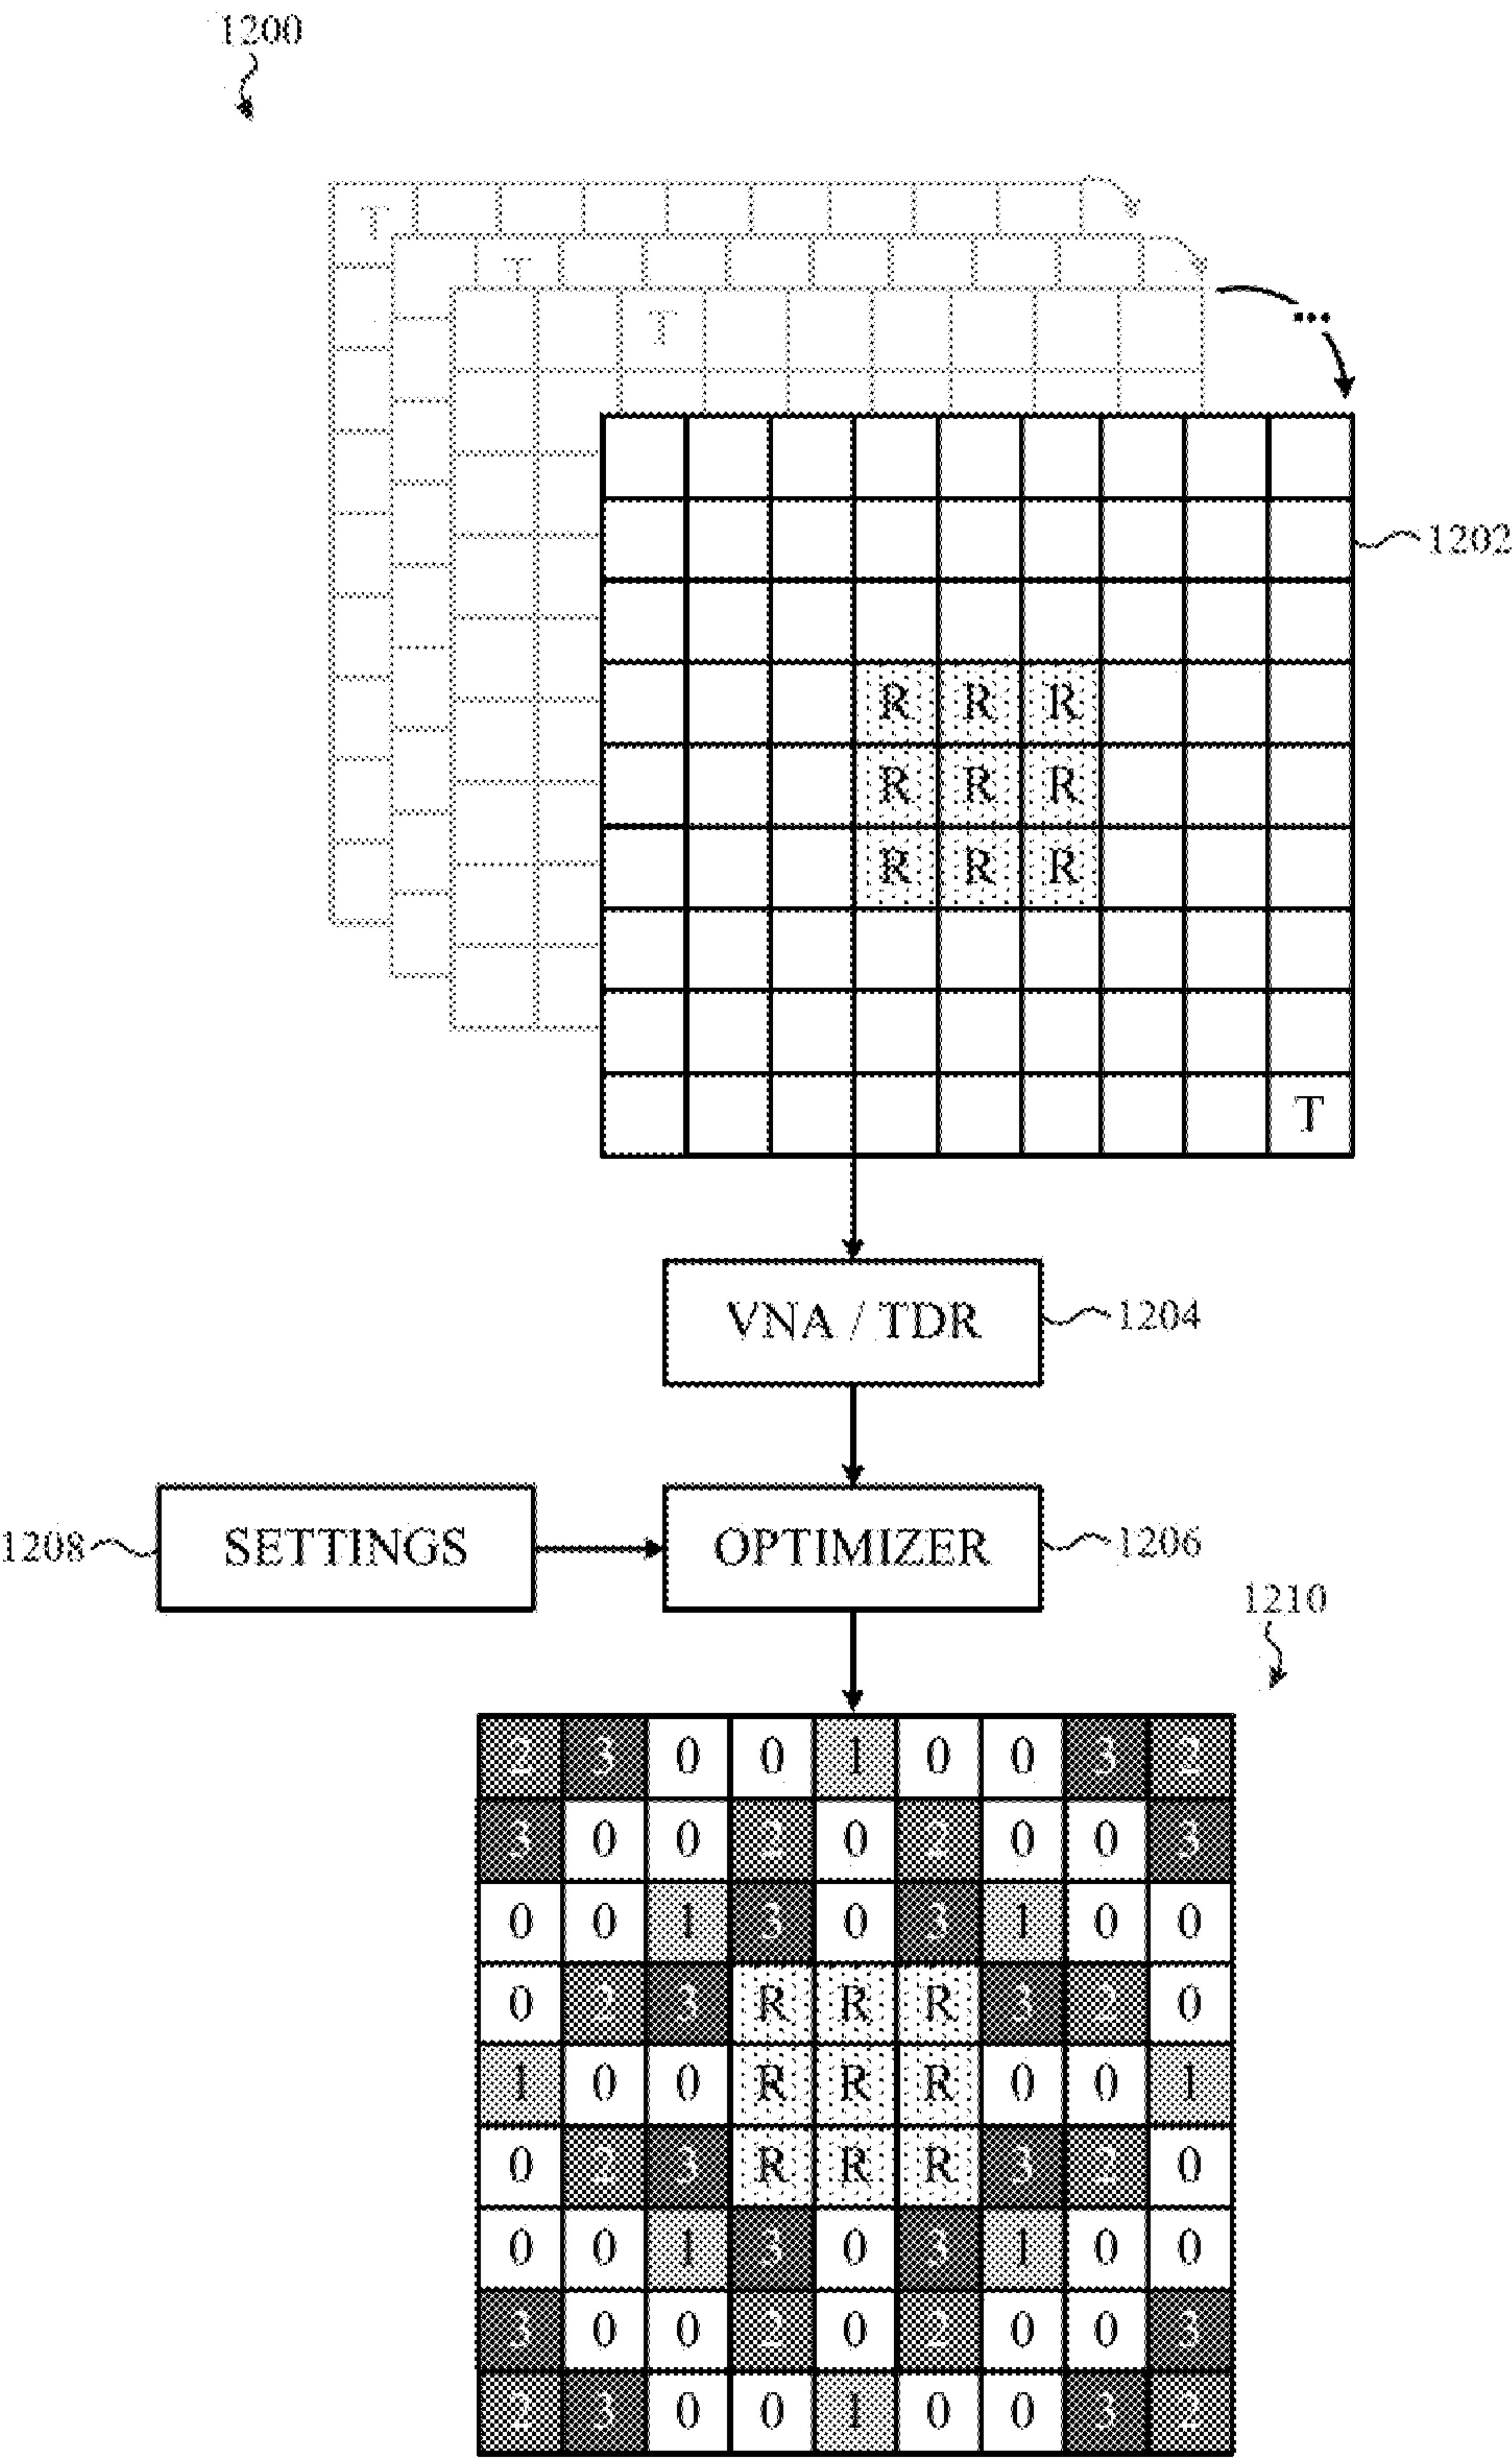 1200
T
T
T
...
1202
R R R
R R R
R R R
T
VNA / TDR
1204
1208
SETTINGS
OPTIMIZER
1206
1210
2 3 0 0 1 0 0 3 2
3 0 0 2 0 2 0 0 3
0 0 1 3 0 3 1 0 0
0 2 3 R R R 3 2 0
1 0 0 R R R 0 0 1
0 2 3 R R R 3 2 0
0 0 1 3 0 3 1 0 0
3 0 0 2 0 2 0 0 3
2 3 0 0 1 0 0 3 2